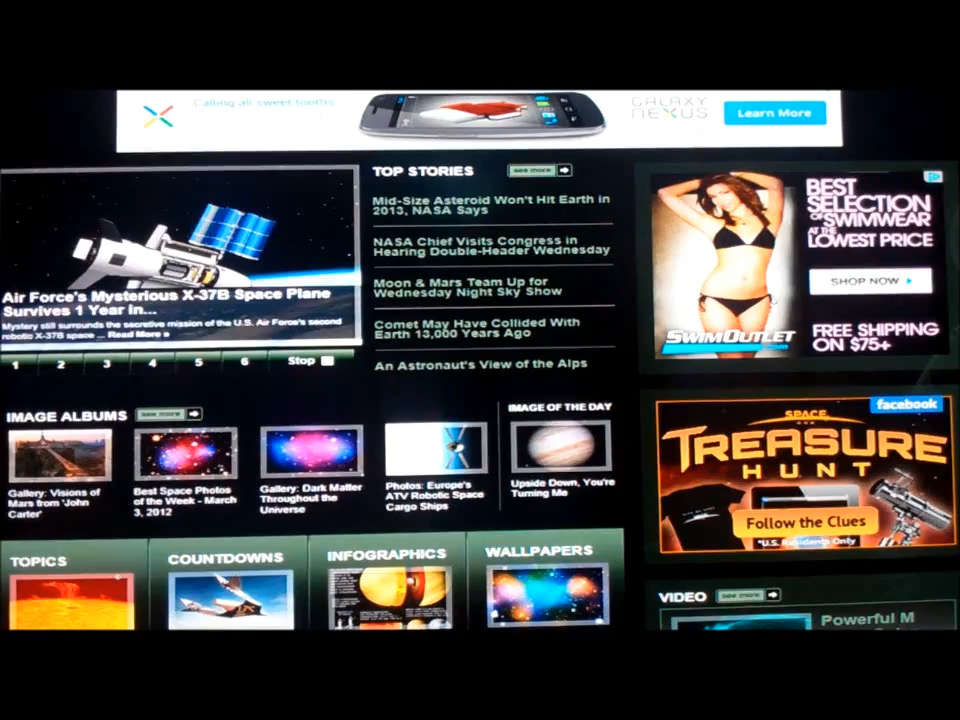 Calling all sweet tooths
GALAXY
NEXUS
Learn More
Air Force's Mysterious X-37B Space Plane
Survives 1 Year in...
Mystery still surrounds the secretive mission of the U.S. Air Force's second
robotic X-37B space ... Read More »
1 2 3 4 5 6 Stop
TOP STORIES see more
Mid-Size Asteroid Won't Hit Earth in
2013, NASA Says
NASA Chief Visits Congress in
Hearing Double-Header Wednesday
Moon & Mars Team Up for
Wednesday Night Sky Show
Comet May Have Collided With
Earth 13,000 Years Ago
An Astronaut's View of the Alps
BEST
SELECTION
OF SWIMWEAR
AT THE
LOWEST PRICE
SHOP NOW
FREE SHIPPING
ON $75+
SWIMOUTLET
.COM
IMAGE ALBUMS see more
Gallery: Visions of
Mars from 'John
Carter'
Best Space Photos
of the Week - March
3, 2012
Gallery: Dark Matter
Throughout the
Universe
Photos: Europe's
ATV Robotic Space
Cargo Ships
IMAGE OF THE DAY
Upside Down, You're
Turning Me
facebook
SPACE
TREASURE
HUNT
Follow the Clues
*U.S. Residents Only
TOPICS
COUNTDOWNS
INFOGRAPHICS
WALLPAPERS
VIDEO see more
Powerful M